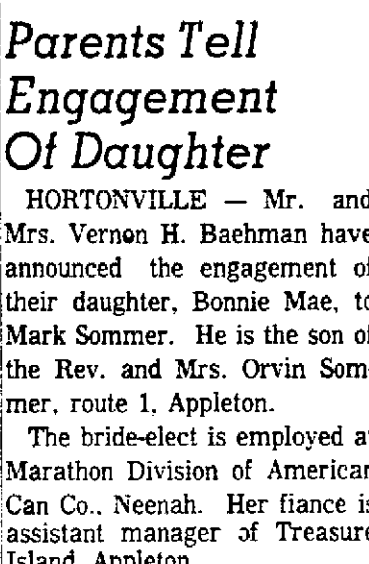 Parents Tell
Engagement
Of Daughter
HORTONVILLE — Mr. and
Mrs. Vernon H. Baehman have
announced the engagement of
their daughter, Bonnie Mae, to
Mark Sommer. He is the son of
the Rev. and Mrs. Orvin Som-
mer, route 1, Appleton.
The bride-elect is employed at
Marathon Division of American
Can Co., Neenah. Her fiance is
assistant manager of Treasure
Island, Appleton